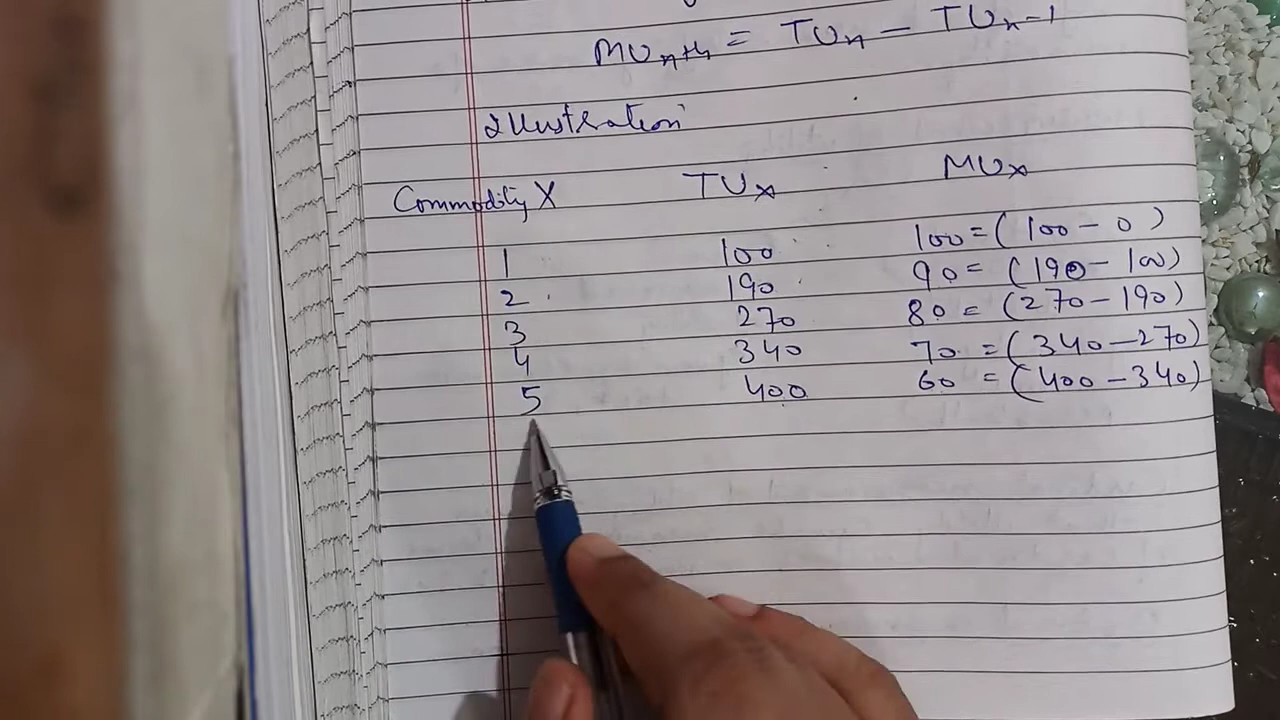 MUnth = TUn - TUn-1
Illustration
Commodity X TUx MUx
1 100 100 = (100 - 0)
2 190 90 = (190 - 100)
3 270 80 = (270 - 190)
4 340 70 = (340 - 270)
5 400 60 = (400 - 340)